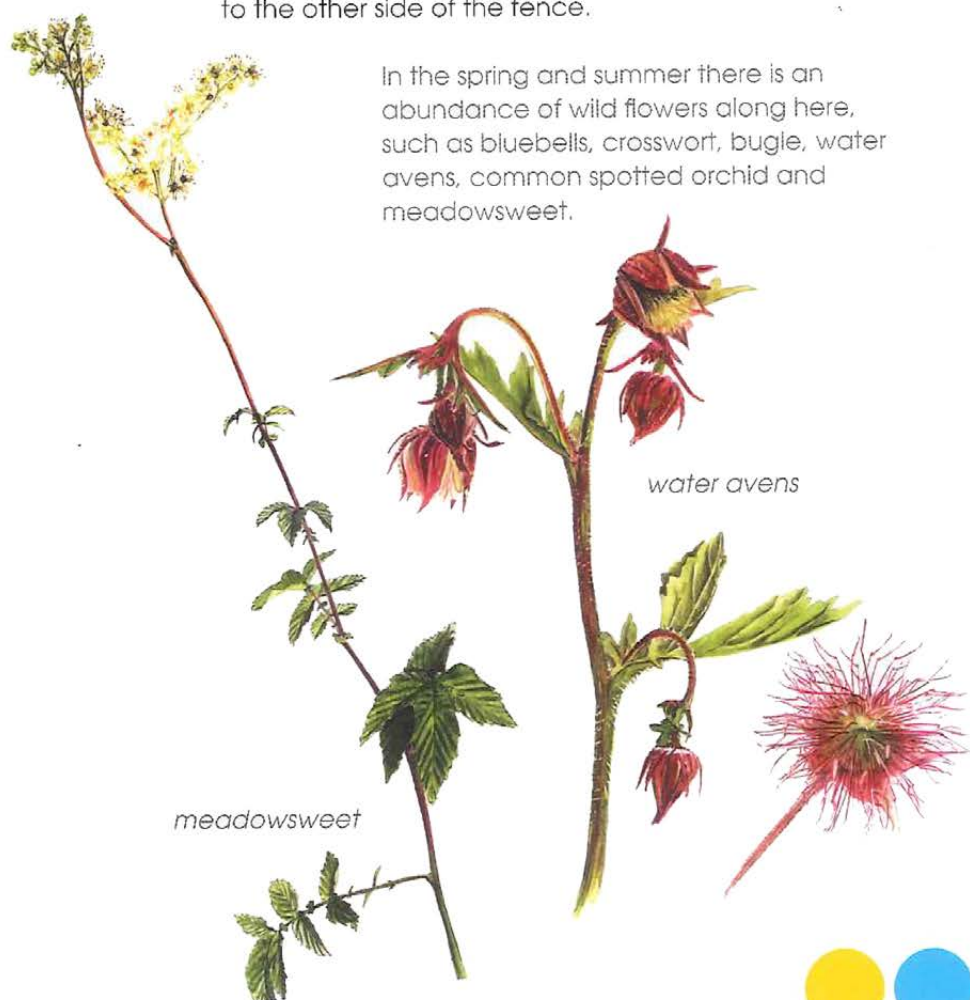 to the other side of the fence.
In the spring and summer there is an
abundance of wild flowers along here,
such as bluebells, crosswort, bugle, water
avens, common spotted orchid and
meadowsweet.
water avens
meadowsweet